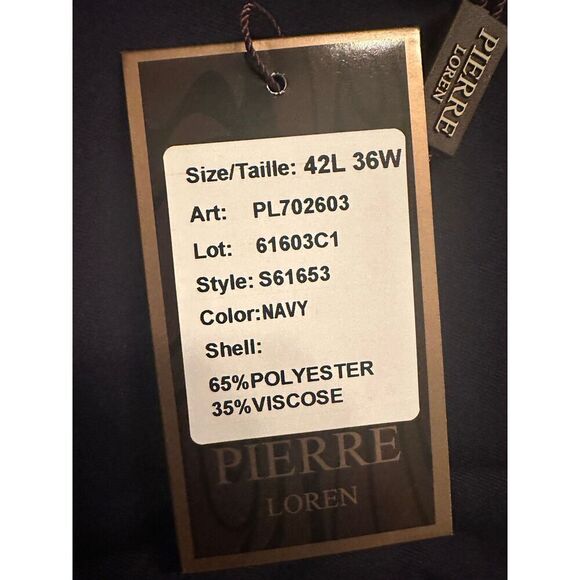 PIERRE
LOREN
Size/Taille: 42L 36W
Art: PL702603
Lot: 61603C1
Style: S61653
Color:NAVY
Shell:
65%POLYESTER
35%VISCOSE
PIERRE
LOREN